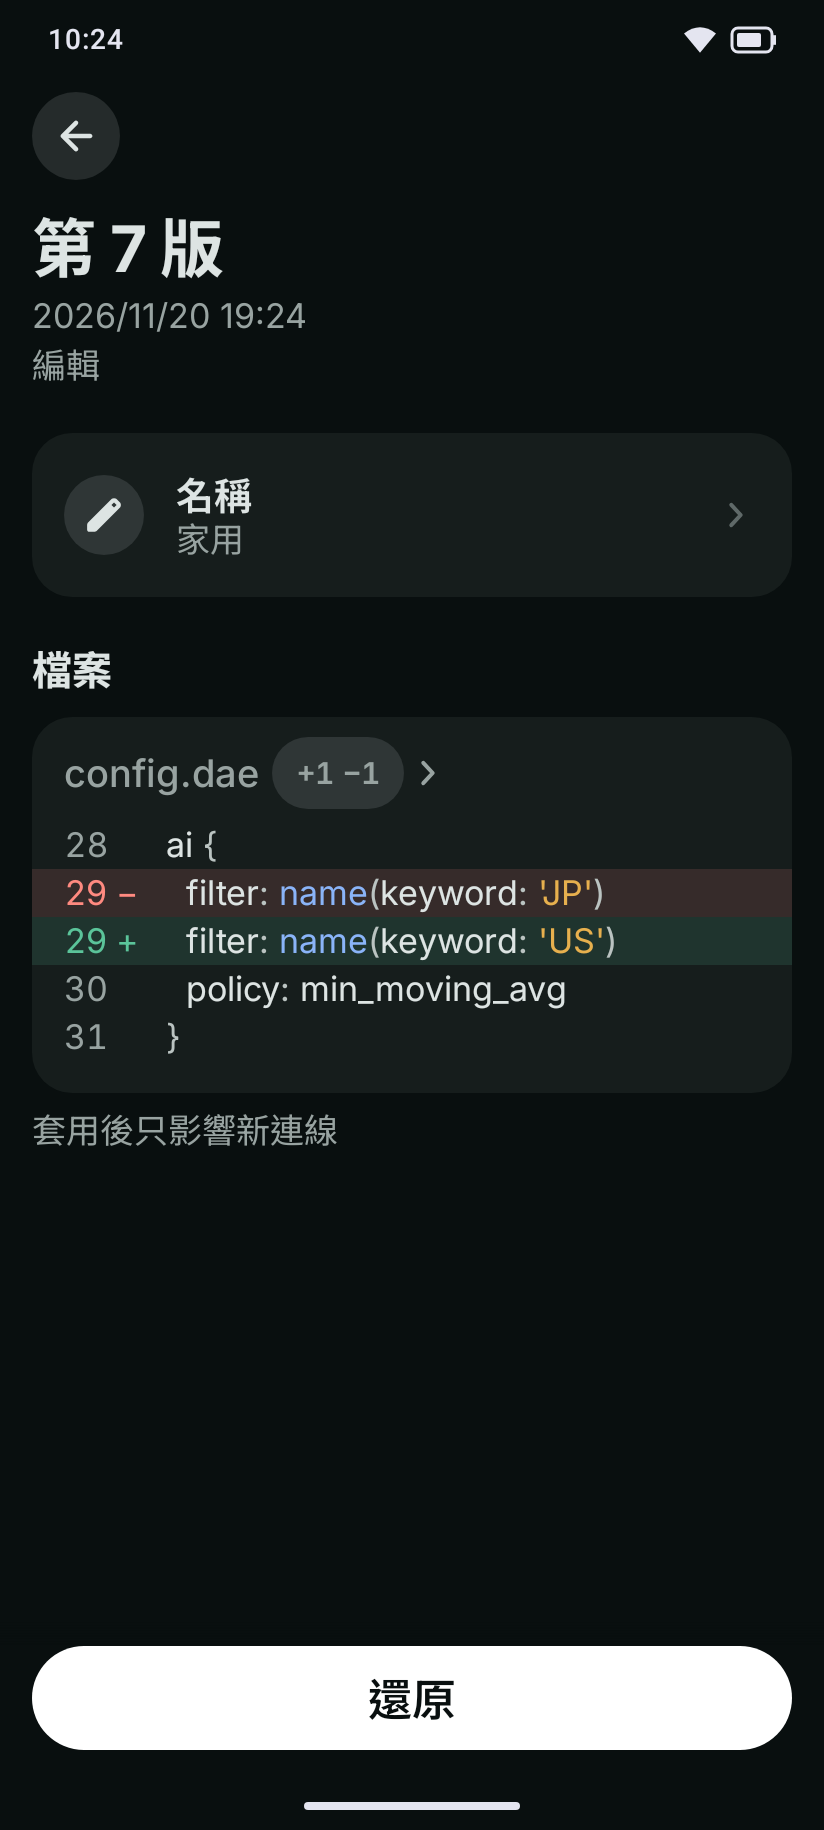 10:24
第 7 版
2026/11/20 19:24
編輯
名稱
家用
檔案
config.dae +1 −1
28 ai {
29 − filter: name(keyword: 'JP')
29 + filter: name(keyword: 'US')
30 policy: min_moving_avg
31 }
套用後只影響新連線
還原